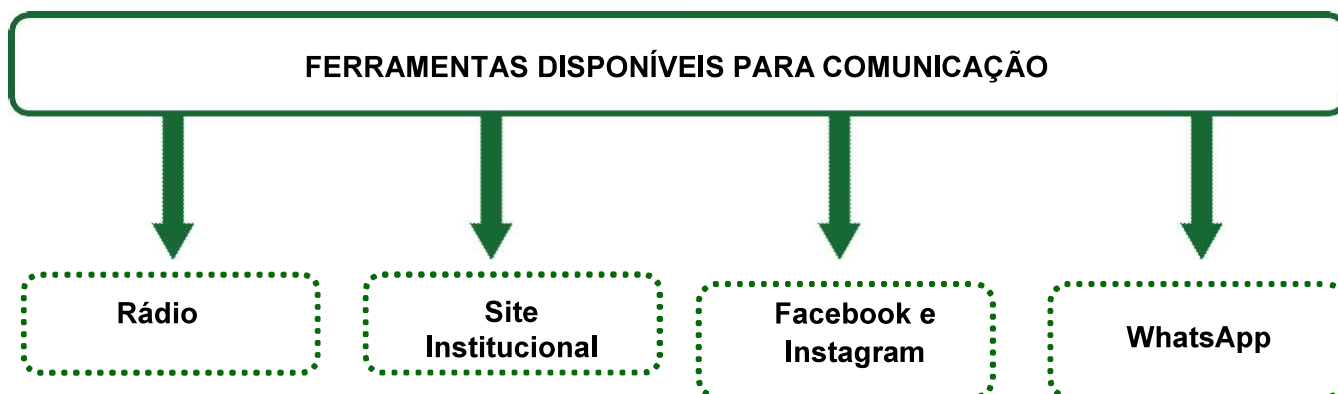 FERRAMENTAS DISPONÍVEIS PARA COMUNICAÇÃO
Rádio
Site
Institucional
Facebook e
Instagram
WhatsApp